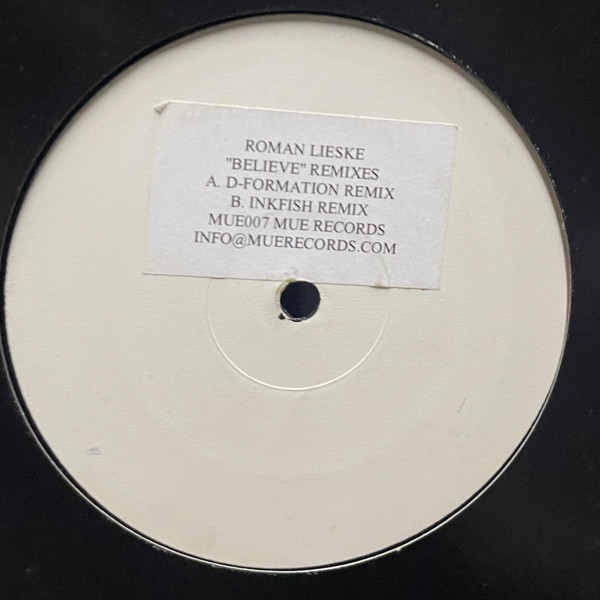 ROMAN LIESKE
"BELIEVE" REMIXES
A. D-FORMATION REMIX
B. INKFISH REMIX
MUE007 MUE RECORDS
INFO@MUERECORDS.COM